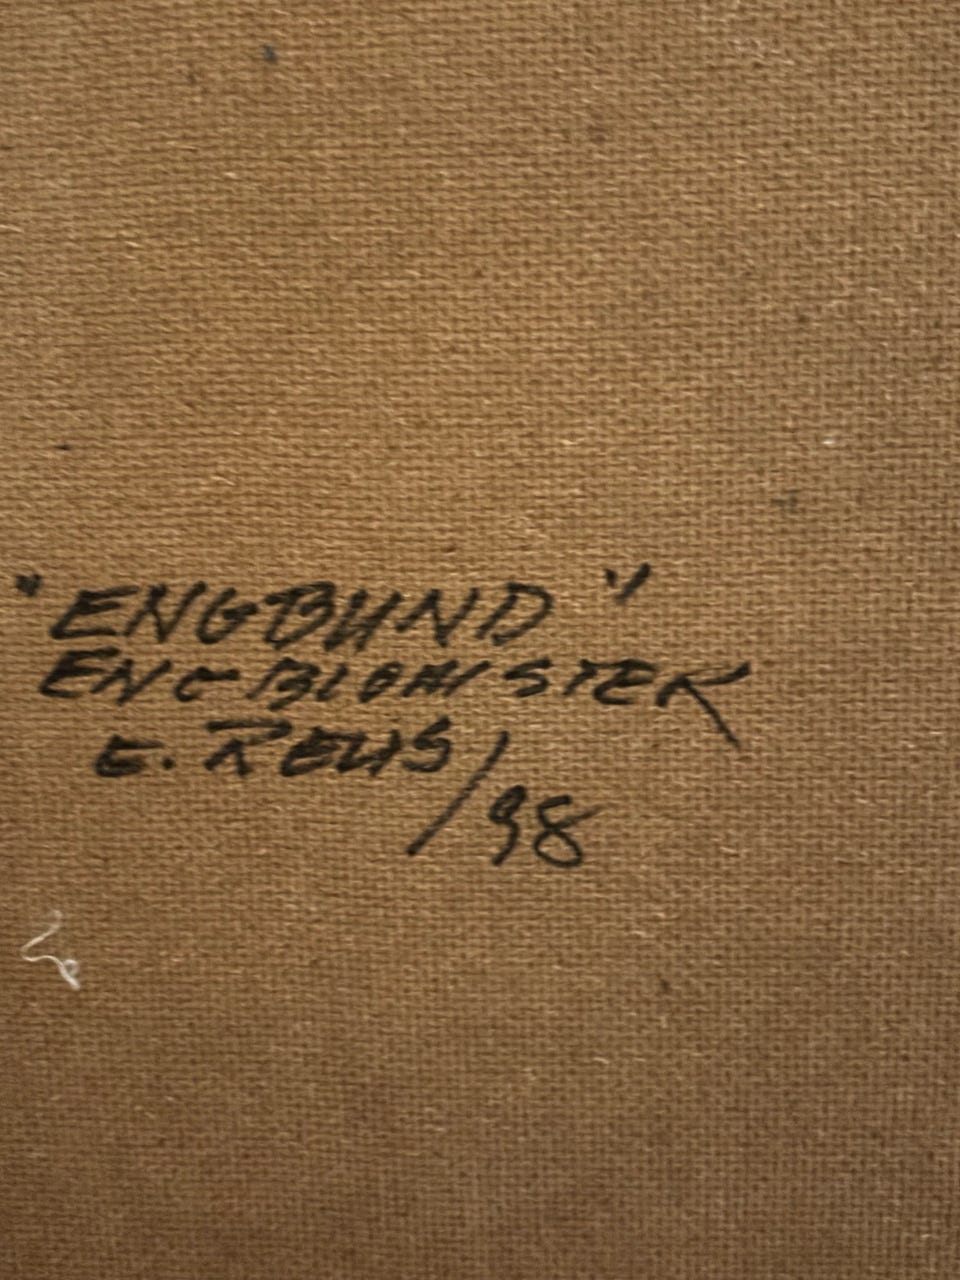 "ENGBUND"
ENGBLOMSTER
E. REUS/98